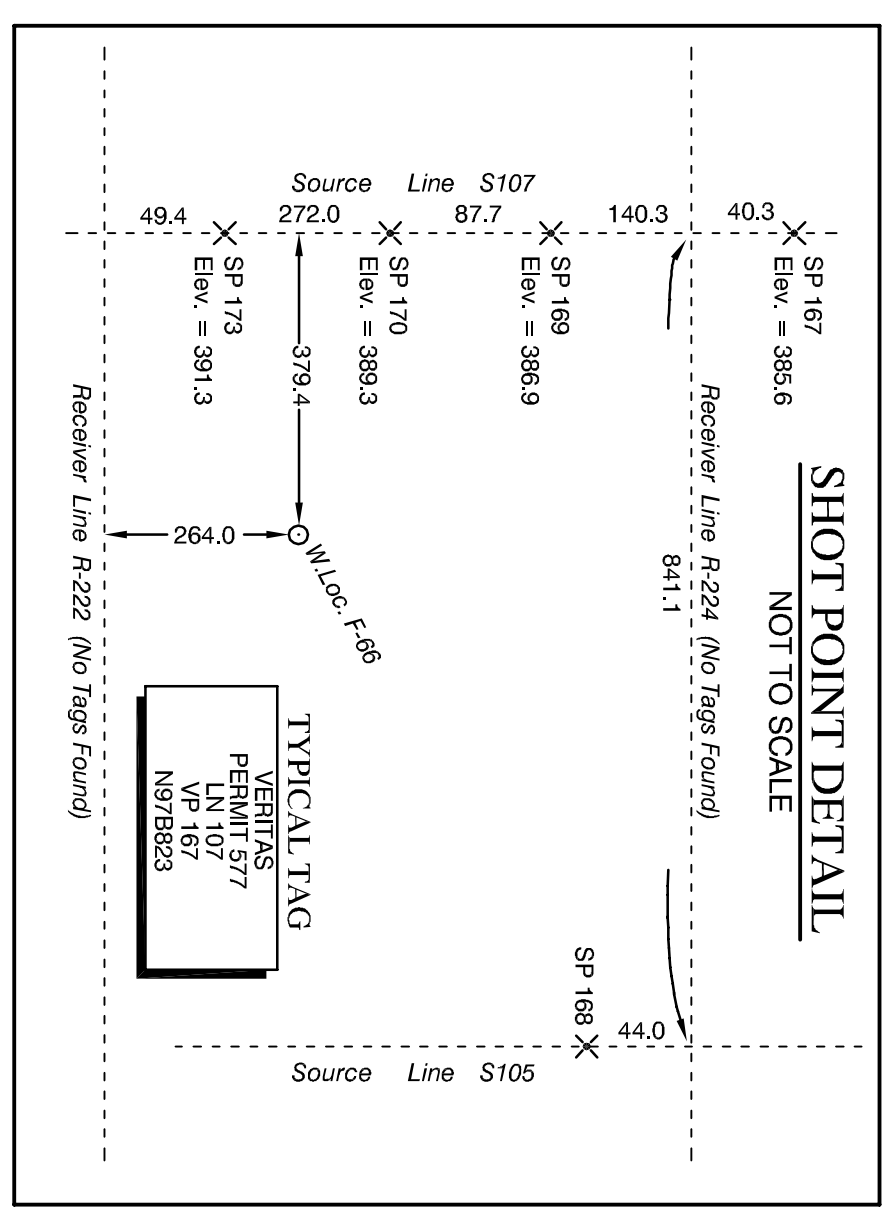 SHOT POINT DETAIL
NOT TO SCALE
SP 167
Elev. = 385.6
40.3
Receiver Line R-224 (No Tags Found)
841.1
140.3
SP 169
Elev. = 386.9
87.7
Source Line S107
SP 170
Elev. = 389.3
272.0
379.4
SP 173
Elev. = 391.3
49.4
W.Loc. F-66
264.0
SP 168
44.0
Source Line S105
TYPICAL TAG
VERITAS
PERMIT 577
LN 107
VP 167
N97B823
Receiver Line R-222 (No Tags Found)